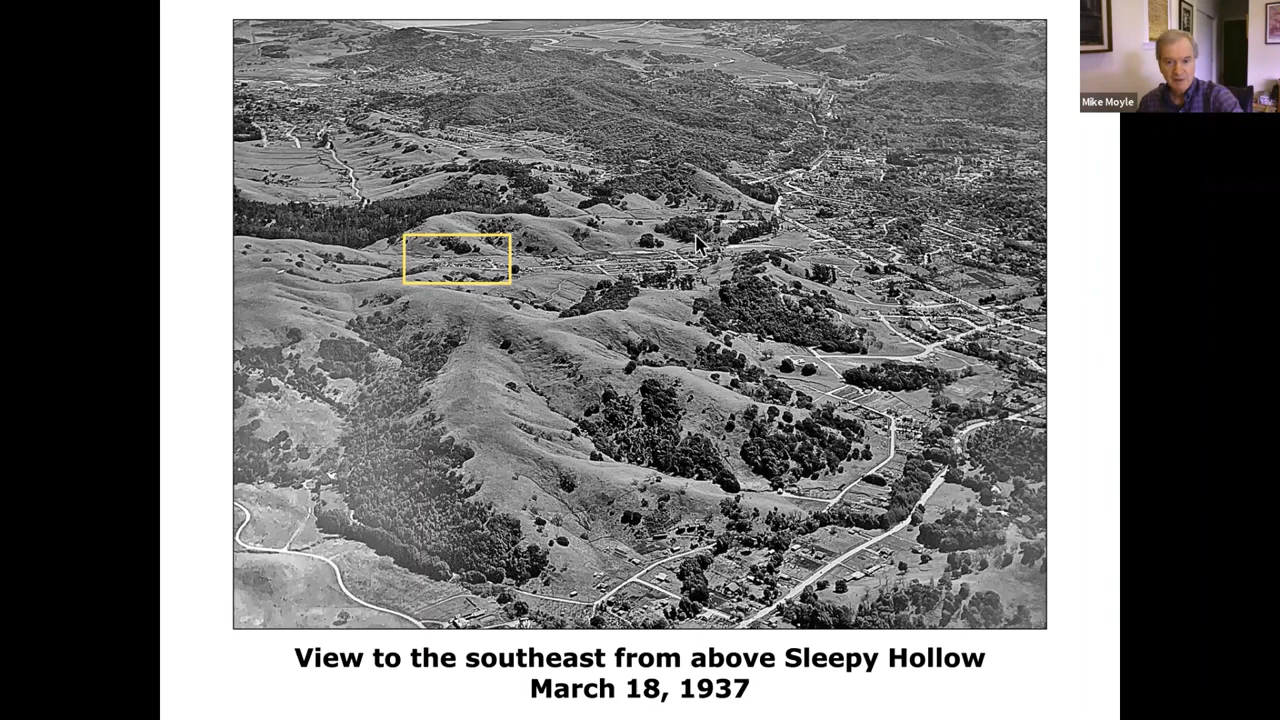 Mike Moyle
View to the southeast from above Sleepy Hollow
March 18, 1937